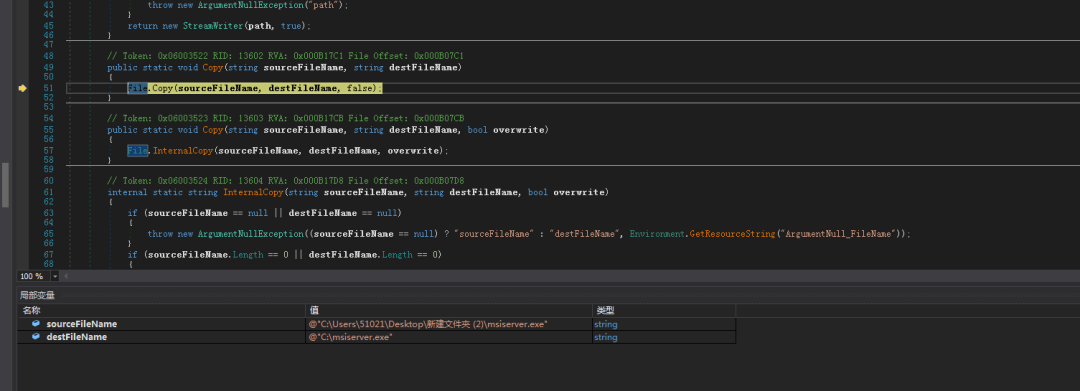 43 throw new ArgumentNullException("path");
44 }
45 return new StreamWriter(path, true);
46 }
47
48 // Token: 0x06003522 RID: 13602 RVA: 0x000B17C1 File Offset: 0x000B07C1
49 public static void Copy(string sourceFileName, string destFileName)
50 {
51 File.Copy(sourceFileName, destFileName, false);
52 }
53
54 // Token: 0x06003523 RID: 13603 RVA: 0x000B17CB File Offset: 0x000B07CB
55 public static void Copy(string sourceFileName, string destFileName, bool overwrite)
56 {
57 File.InternalCopy(sourceFileName, destFileName, overwrite);
58 }
59
60 // Token: 0x06003524 RID: 13604 RVA: 0x000B17D8 File Offset: 0x000B07D8
61 internal static string InternalCopy(string sourceFileName, string destFileName, bool overwrite)
62 {
63 if (sourceFileName == null || destFileName == null)
64 {
65 throw new ArgumentNullException((sourceFileName == null) ? "sourceFileName" : "destFileName", Environment.GetResourceString("ArgumentNull_FileName"));
66 }
67 if (sourceFileName.Length == 0 || destFileName.Length == 0)
68 {
100 %
局部变量
名称 值 类型
sourceFileName @"C:\Users\51021\Desktop\新建文件夹 (2)\msiserver.exe" string
destFileName @"C:\msiserver.exe" string